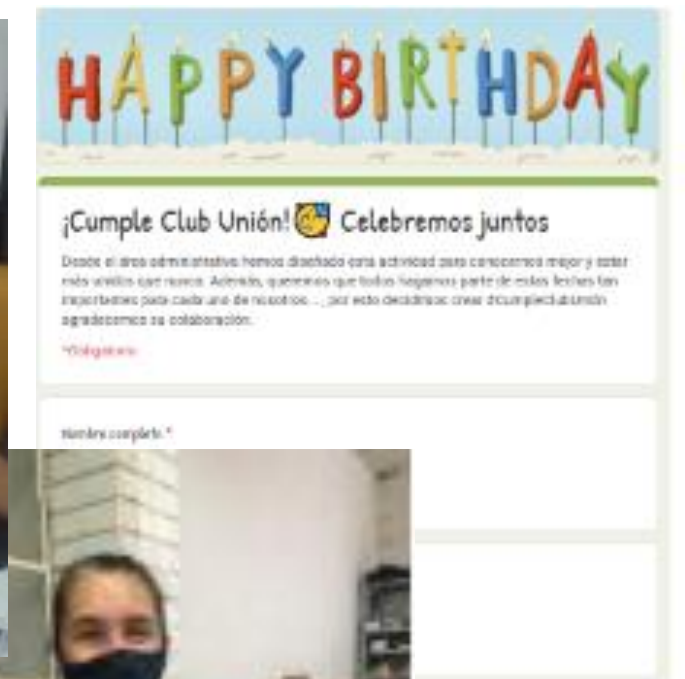 HAPPY BIRTHDAY
¡Cumple Club Unión! Celebremos juntos
Desde el área administrativa hemos diseñado esta actividad para conocernos mejor y estar
más unidos que nunca. Además, queremos que todos hagamos parte de estas fechas tan
importantes para cada uno de nosotros..., por esto decidimos crear #cumpleclubunión
agradecemos su colaboración.
*Obligatorio
Nombre completo *